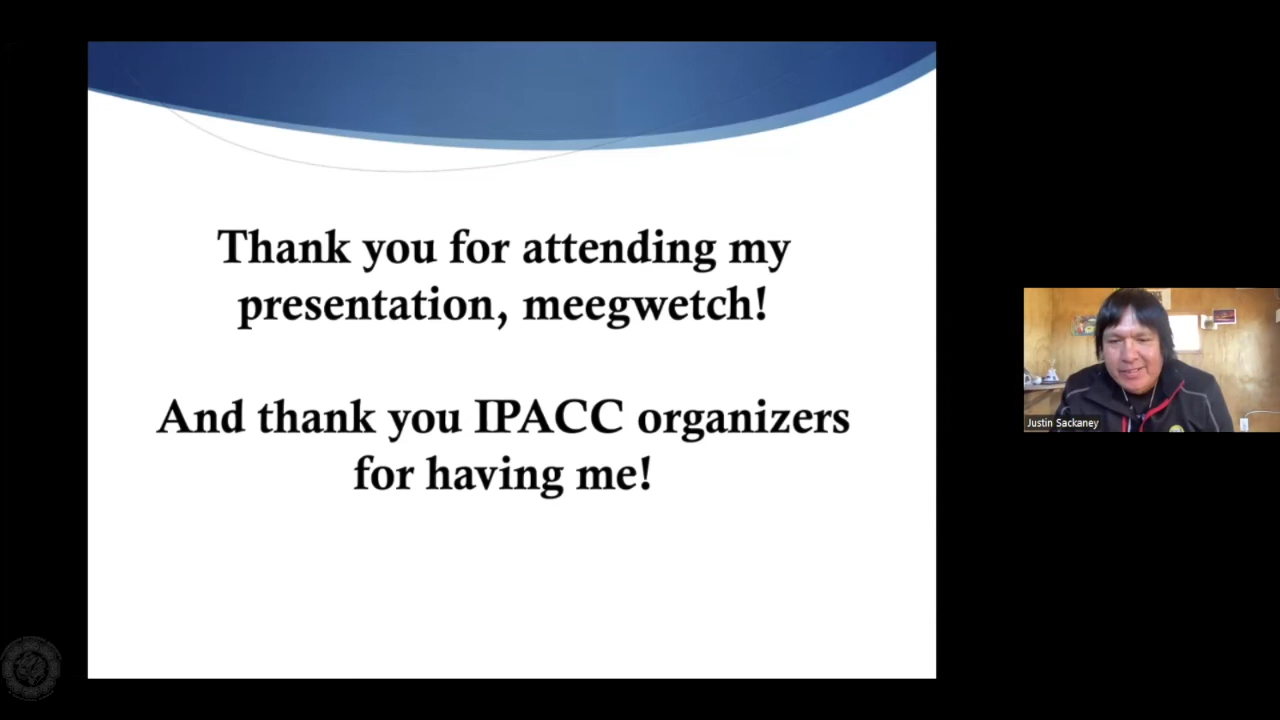 Thank you for attending my
presentation, meegwetch!
And thank you IPACC organizers
for having me!
Justin Sackaney